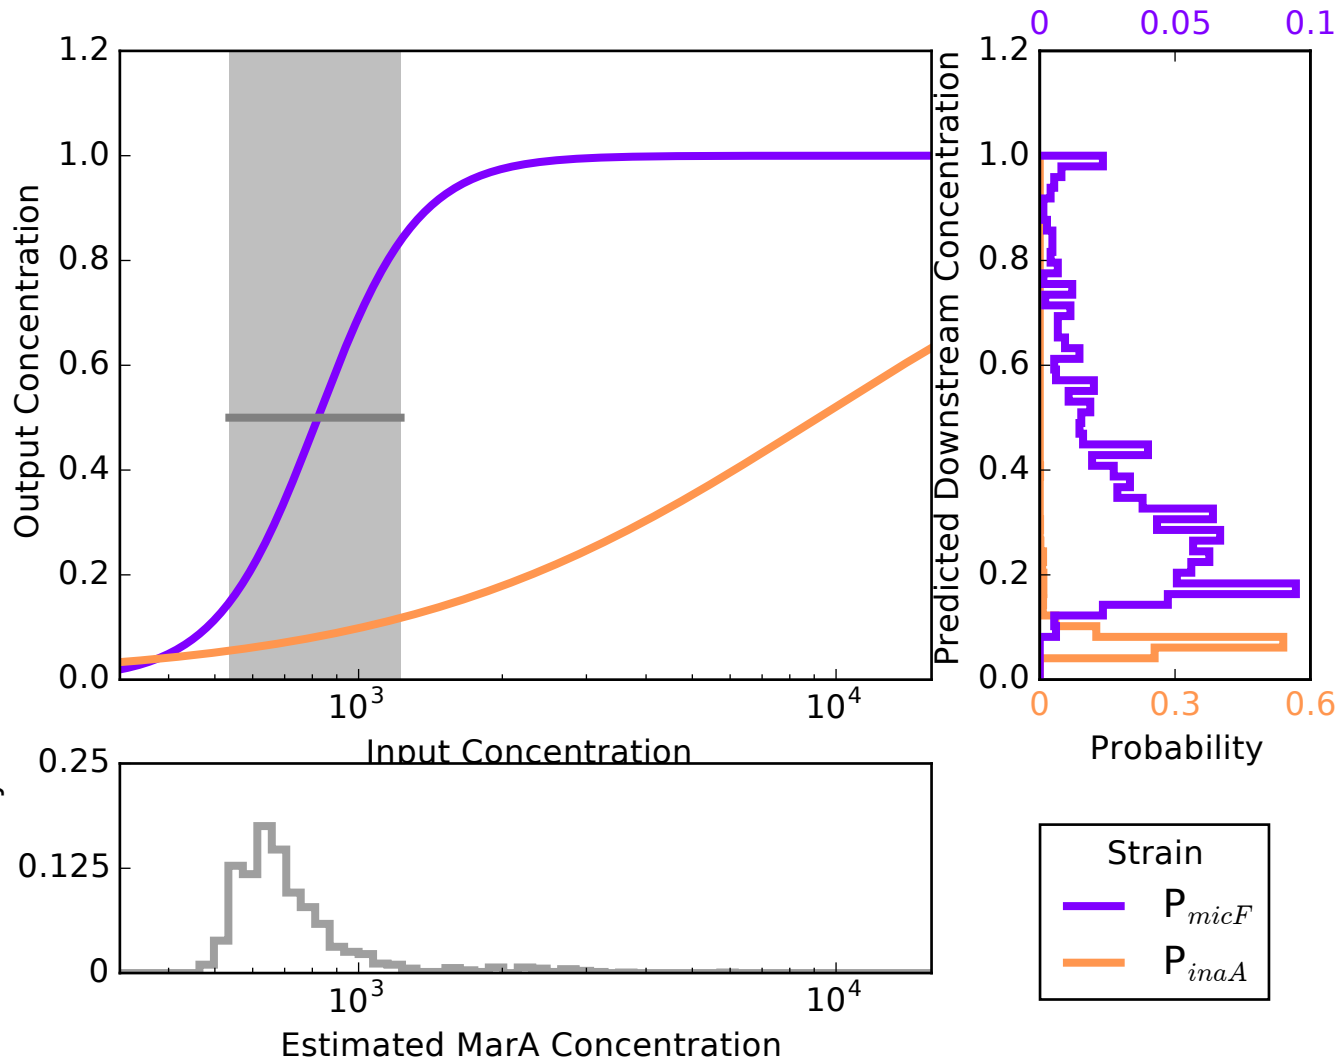 0 0.05 0.1
1.2
1.0
0.8
0.6
0.4
0.2
0.0
Output Concentration
10^3 10^4
Input Concentration
1.2
1.0
0.8
0.6
0.4
0.2
0.0
Predicted Downstream Concentration
0 0.3 0.6
Probability
0.25
0.125
0
10^3 10^4
Estimated MarA Concentration
Strain
P_micF
P_inaA